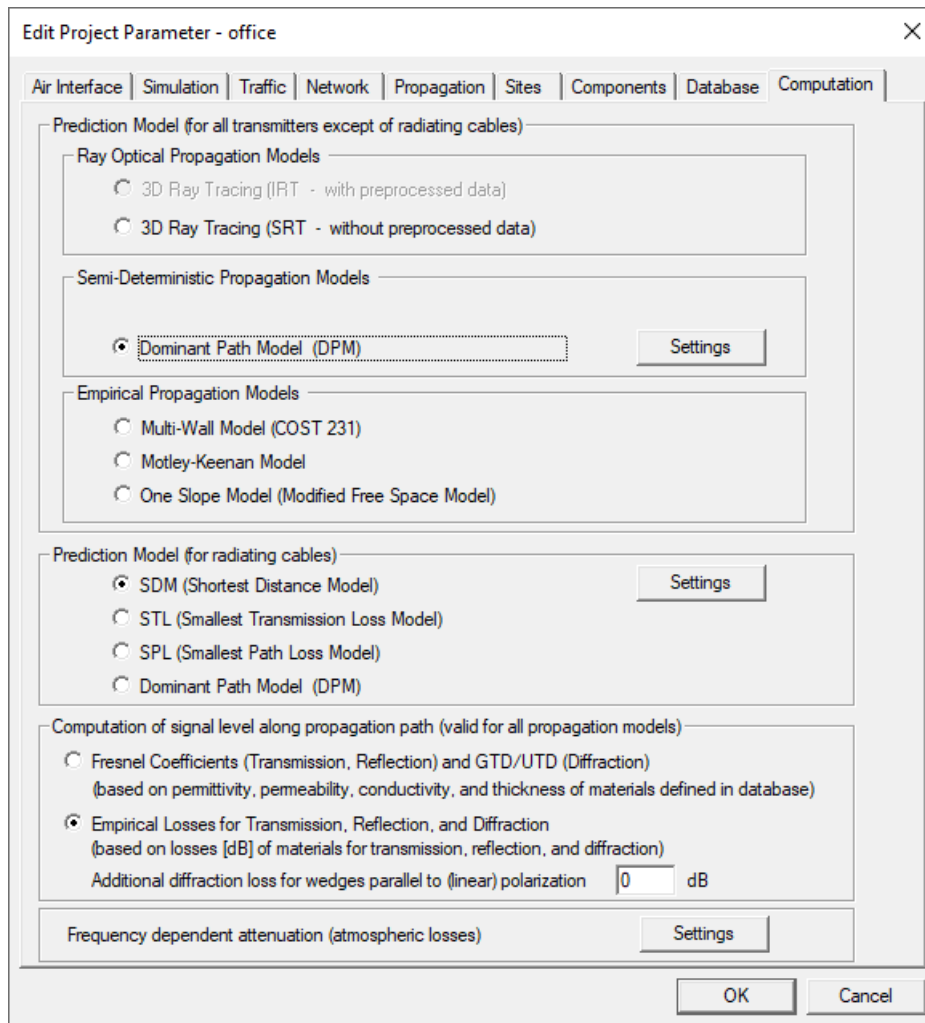 Edit Project Parameter - office
Air Interface Simulation Traffic Network Propagation Sites Components Database Computation
Prediction Model (for all transmitters except of radiating cables)
Ray Optical Propagation Models
3D Ray Tracing (IRT - with preprocessed data)
3D Ray Tracing (SRT - without preprocessed data)
Semi-Deterministic Propagation Models
Dominant Path Model (DPM) Settings
Empirical Propagation Models
Multi-Wall Model (COST 231)
Motley-Keenan Model
One Slope Model (Modified Free Space Model)
Prediction Model (for radiating cables)
SDM (Shortest Distance Model) Settings
STL (Smallest Transmission Loss Model)
SPL (Smallest Path Loss Model)
Dominant Path Model (DPM)
Computation of signal level along propagation path (valid for all propagation models)
Fresnel Coefficients (Transmission, Reflection) and GTD/UTD (Diffraction)
(based on permittivity, permeability, conductivity, and thickness of materials defined in database)
Empirical Losses for Transmission, Reflection, and Diffraction
(based on losses [dB] of materials for transmission, reflection, and diffraction)
Additional diffraction loss for wedges parallel to (linear) polarization 0 dB
Frequency dependent attenuation (atmospheric losses) Settings
OK Cancel